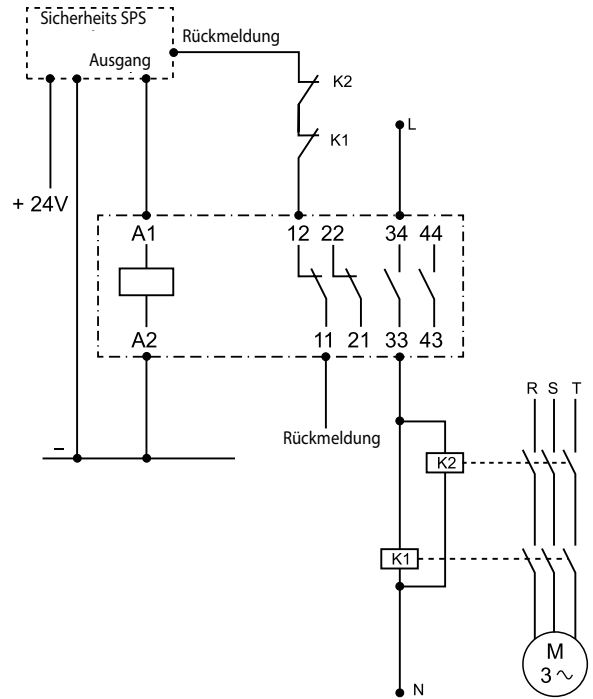 Sicherheits SPS
Rückmeldung
Ausgang
K2
K1
L
+ 24V
A1 12 22 34 44
A2 11 21 33 43
Rückmeldung
R S T
–
K2
K1
M
3 ~
N